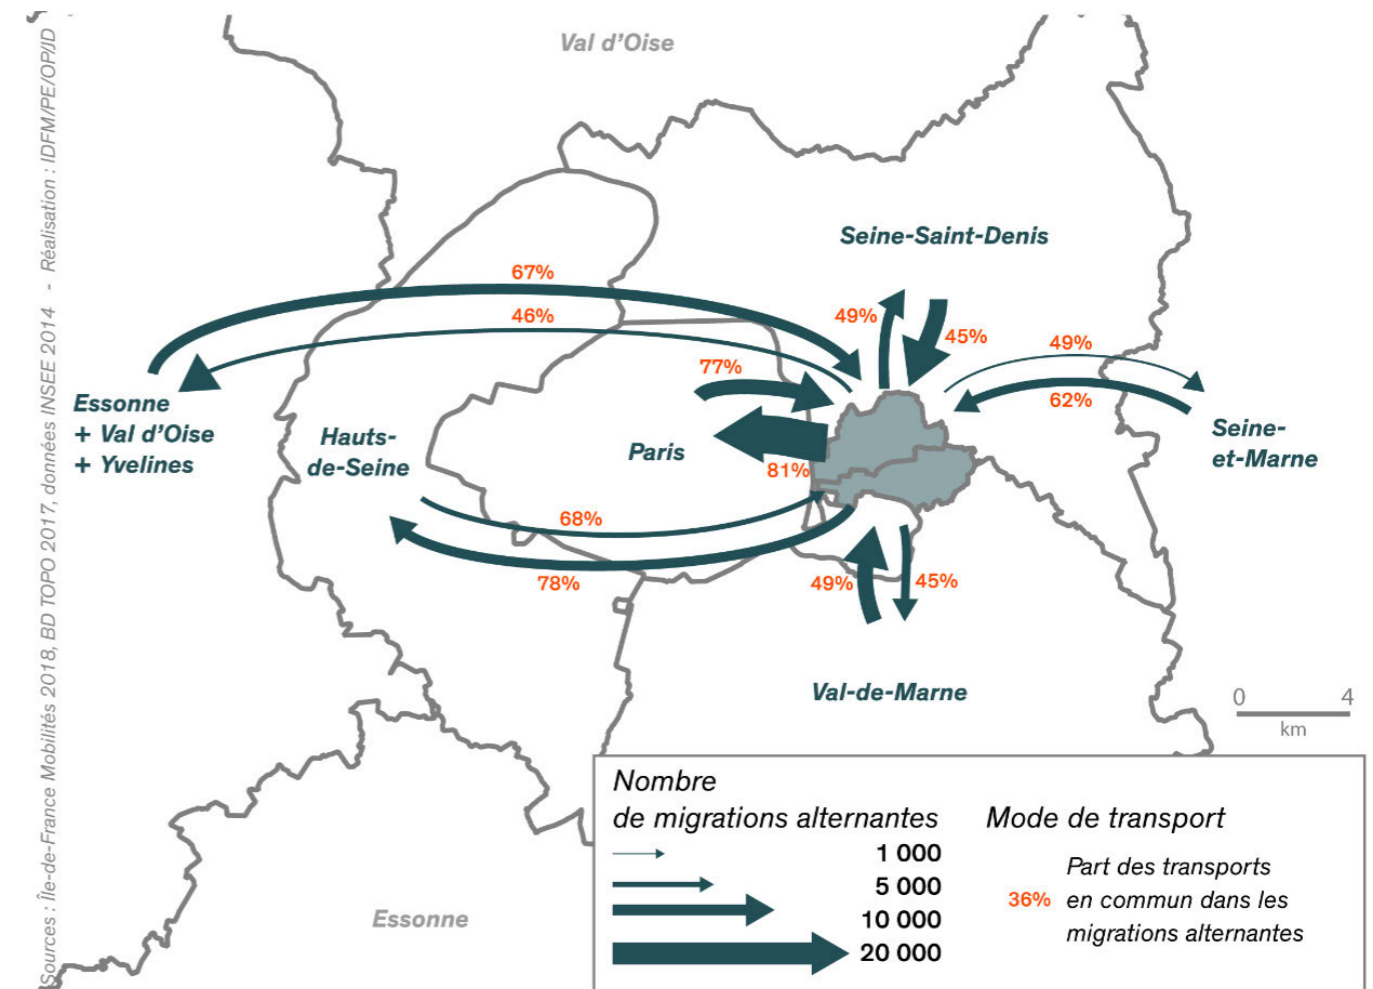 Sources : Île-de-France Mobilités 2018, BD TOPO 2017, données INSEE 2014 - Réalisation : IDFM/PE/OP/JD
Val d’Oise
Seine-Saint-Denis
67%
46%
49%
45%
49%
77%
62%
Essonne
+ Val d’Oise
+ Yvelines
Hauts-
de-Seine
Paris
81%
Seine-
et-Marne
68%
78%
49%
45%
Val-de-Marne
0 4
km
Essonne
Nombre
de migrations alternantes
1 000
5 000
10 000
20 000
Mode de transport
36%
Part des transports
en commun dans les
migrations alternantes